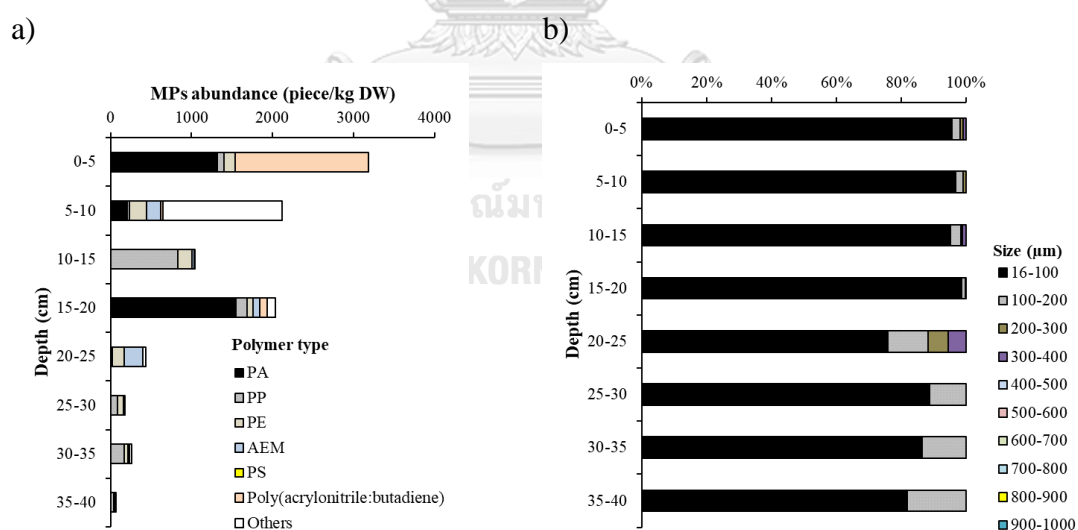 a)
b)
MPs abundance (piece/kg DW)
0 1000 2000 3000 4000
Depth (cm)
0-5
5-10
10-15
15-20
20-25
25-30
30-35
35-40
Polymer type
PA
PP
PE
AEM
PS
Poly(acrylonitrile:butadiene)
Others
0% 20% 40% 60% 80% 100%
Depth (cm)
0-5
5-10
10-15
15-20
20-25
25-30
30-35
35-40
Size (µm)
16-100
100-200
200-300
300-400
400-500
500-600
600-700
700-800
800-900
900-1000